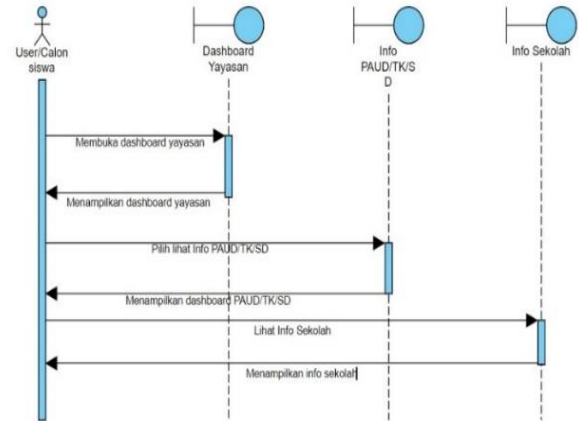 User/Calon
siswa
Dashboard
Yayasan
Info
PAUD/TK/S
D
Info Sekolah
Membuka dashboard yayasan
Menampilkan dashboard yayasan
Pilih lihat Info PAUD/TK/SD
Menampilkan dashboard PAUD/TK/SD
Lihat Info Sekolah
Menampilkan info sekolah